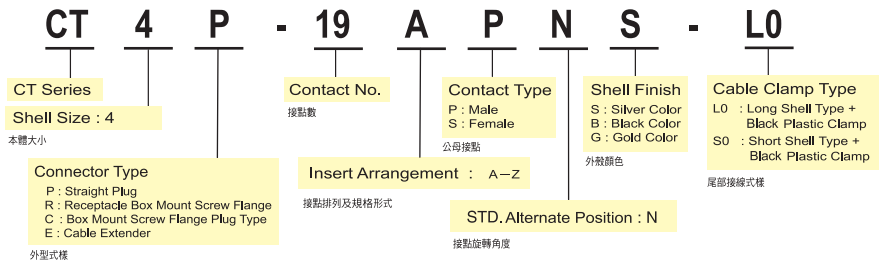 CT 4 P - 19 A P N S - L0
CT Series
Shell Size : 4
本體大小
Connector Type
P : Straight Plug
R : Receptacle Box Mount Screw Flange
C : Box Mount Screw Flange Plug Type
E : Cable Extender
外型式樣
Contact No.
接點數
Insert Arrangement : A－Z
接點排列及規格形式
Contact Type
P : Male
S : Female
公母接點
STD. Alternate Position : N
接點旋轉角度
Shell Finish
S : Silver Color
B : Black Color
G : Gold Color
外殼顏色
Cable Clamp Type
L0 : Long Shell Type +
Black Plastic Clamp
S0 : Short Shell Type +
Black Plastic Clamp
尾部接線式樣